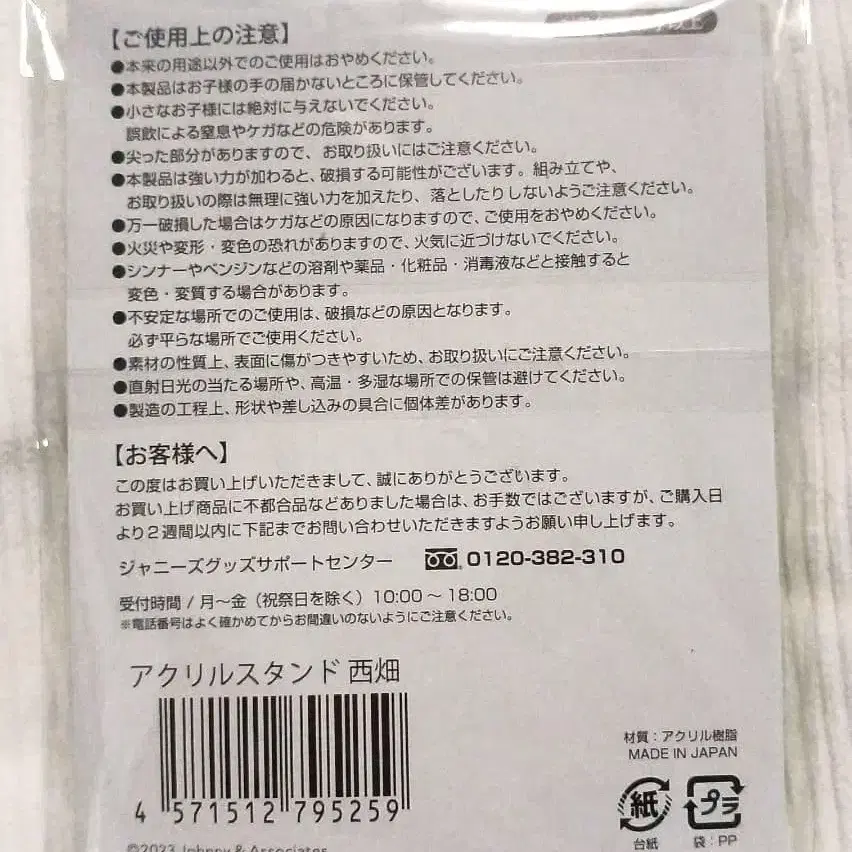 【ご使用上の注意】
●本来の用途以外でのご使用はおやめください。
●本製品はお子様の手の届かないところに保管してください。
●小さなお子様には絶対に与えないでください。
誤飲による窒息やケガなどの危険があります。
●尖った部分がありますので、お取り扱いにはご注意ください。
●本製品は強い力が加わると、破損する可能性がございます。組み立てや、
お取り扱いの際は無理に強い力を加えたり、落としたりしないようご注意ください。
●万一破損した場合はケガなどの原因になりますので、ご使用をおやめください。
●火災や変形・変色の恐れがありますので、火気に近づけないでください。
●シンナーやベンジンなどの溶剤や薬品・化粧品・消毒液などと接触すると
変色・変質する場合があります。
●不安定な場所でのご使用は、破損などの原因となります。
必ず平らな場所でご使用ください。
●素材の性質上、表面に傷がつきやすいため、お取り扱いにご注意ください。
●直射日光の当たる場所や、高温・多湿な場所での保管は避けてください。
●製造の工程上、形状や差し込みの具合に個体差があります。
【お客様へ】
この度はお買い上げいただきまして、誠にありがとうございます。
お買い上げ商品に不都合品などありました場合は、お手数ではございますが、ご購入日
より2週間以内に下記までお問い合わせいただきますようお願い申し上げます。
ジャニーズグッズサポートセンター 0120-382-310
受付時間 / 月～金（祝祭日を除く）10:00～18:00
※電話番号はよく確かめてからお間違いのないようにご注意ください。
アクリルスタンド 西畑
4 571512 795259
材質：アクリル樹脂
MADE IN JAPAN
紙
プラ
台紙
袋：PP
©2023 Johnny & Associates